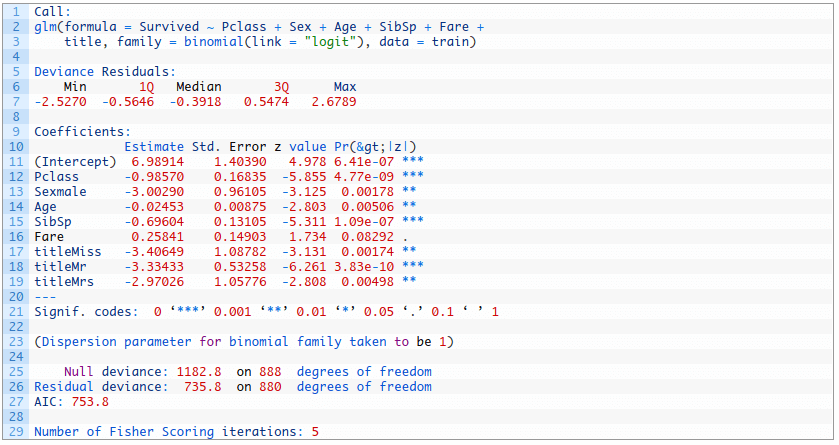 1 Call:
2 glm(formula = Survived ~ Pclass + Sex + Age + SibSp + Fare +
3     title, family = binomial(link = "logit"), data = train)
4
5 Deviance Residuals:
6     Min       1Q   Median       3Q      Max
7 -2.5270  -0.5646  -0.3918   0.5474   2.6789
8
9 Coefficients:
10             Estimate Std. Error z value Pr(&gt;|z|)
11 (Intercept)  6.98914    1.40390   4.978 6.41e-07 ***
12 Pclass      -0.98570    0.16835  -5.855 4.77e-09 ***
13 Sexmale     -3.00290    0.96105  -3.125  0.00178 **
14 Age         -0.02453    0.00875  -2.803  0.00506 **
15 SibSp       -0.69604    0.13105  -5.311 1.09e-07 ***
16 Fare         0.25841    0.14903   1.734  0.08292 .
17 titleMiss   -3.40649    1.08782  -3.131  0.00174 **
18 titleMr     -3.33433    0.53258  -6.261 3.83e-10 ***
19 titleMrs    -2.97026    1.05776  -2.808  0.00498 **
20 ---
21 Signif. codes:  0 ‘***’ 0.001 ‘**’ 0.01 ‘*’ 0.05 ‘.’ 0.1 ‘ ’ 1
22
23 (Dispersion parameter for binomial family taken to be 1)
24
25     Null deviance: 1182.8  on 888  degrees of freedom
26 Residual deviance:  735.8  on 880  degrees of freedom
27 AIC: 753.8
28
29 Number of Fisher Scoring iterations: 5